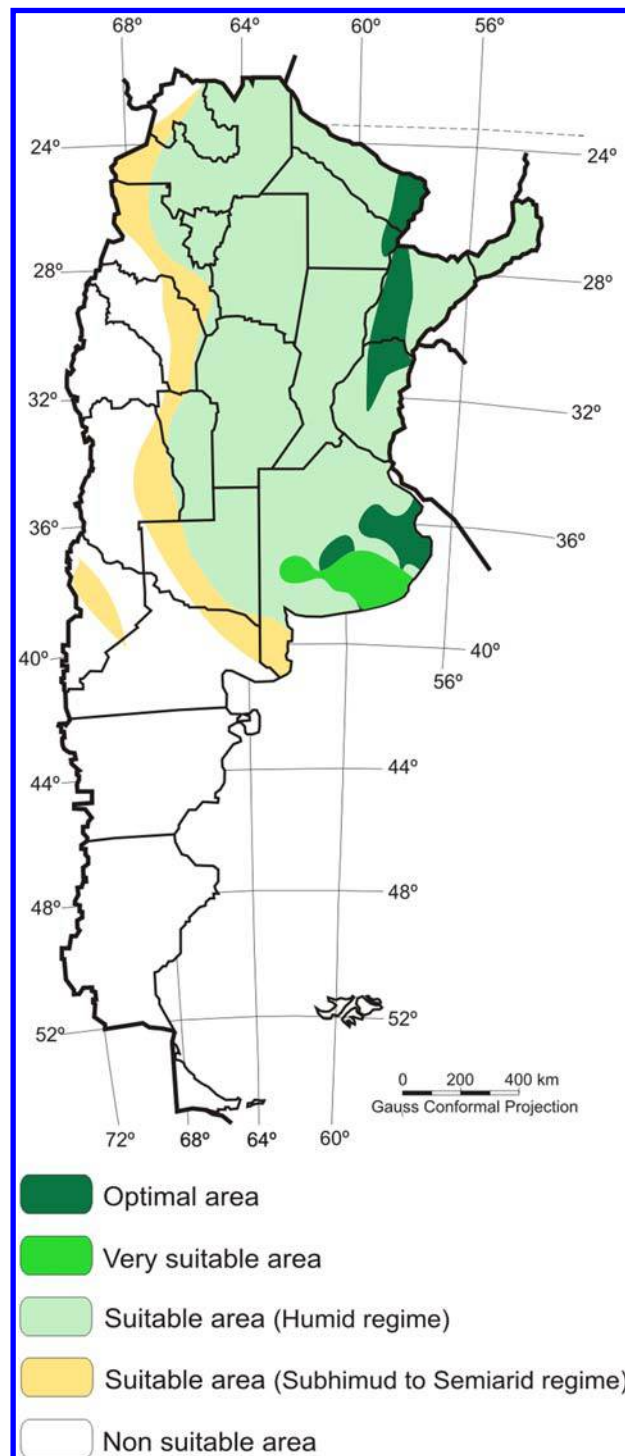 68º 64º 60º 56º
24º 24º
28º 28º
32º 32º
36º 36º
40º 40º
56º
44º 44º
48º 48º
52º 52º
0 200 400 km
Gauss Conformal Projection
72º 68º 64º 60º
Optimal area
Very suitable area
Suitable area (Humid regime)
Suitable area (Subhimud to Semiarid regime)
Non suitable area